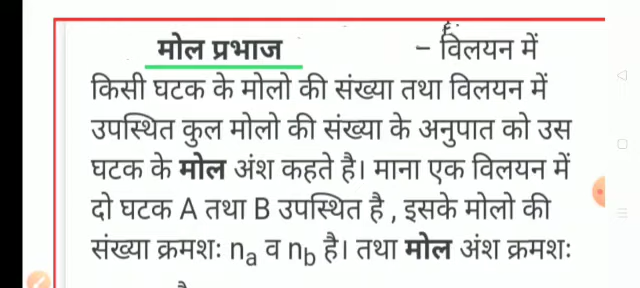 मोल प्रभाज – विलयन में
किसी घटक के मोलो की संख्या तथा विलयन में
उपस्थित कुल मोलो की संख्या के अनुपात को उस
घटक के मोल अंश कहते है। माना एक विलयन में
दो घटक A तथा B उपस्थित है , इसके मोलो की
संख्या क्रमशः nₐ व n_b है। तथा मोल अंश क्रमशः